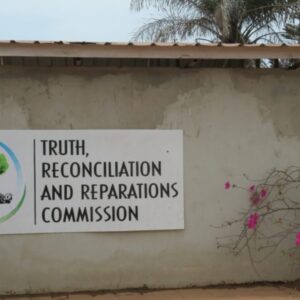 TRUTH,
RECONCILIATION
AND REPARATIONS
COMMISSION